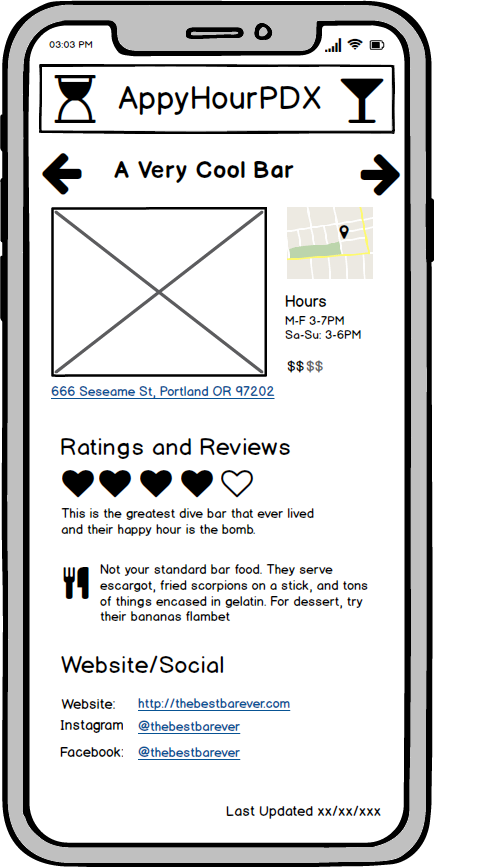 03:03 PM
AppyHourPDX
A Very Cool Bar
Hours
M-F 3-7PM
Sa-Su: 3-6PM
$$$$
666 Seseame St, Portland OR 97202
Ratings and Reviews
This is the greatest dive bar that ever lived
and their happy hour is the bomb.
Not your standard bar food. They serve
escargot, fried scorpions on a stick, and tons
of things encased in gelatin. For dessert, try
their bananas flambet
Website/Social
Website: http://thebestbarever.com
Instagram @thebestbarever
Facebook: @thebestbarever
Last Updated xx/xx/xxx